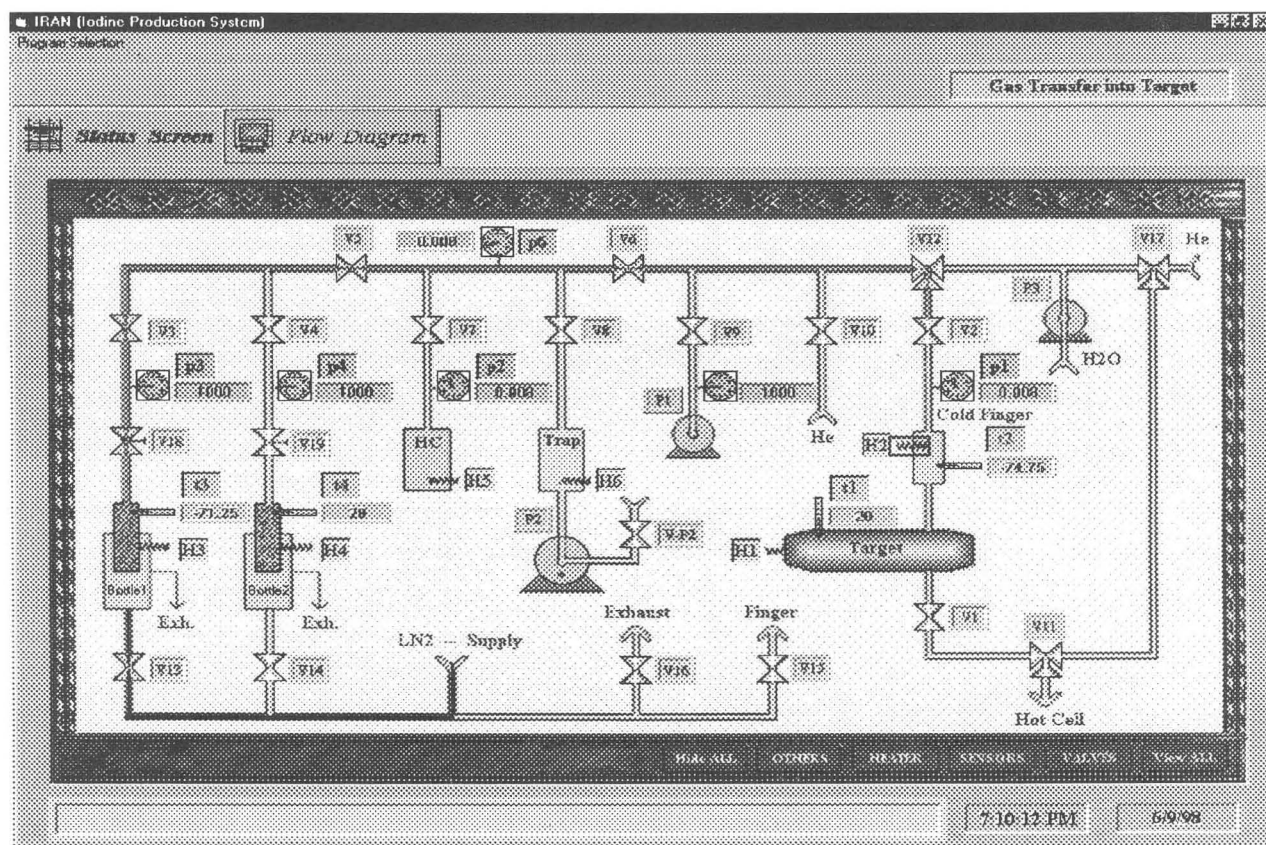 IRAN (Iodine Production System)
Program Selection
Gas Transfer into Target
Status Screen
Flow Diagram
0.000 p6
V6 V12 V17 He
V3 V4 V7 V8 V9 V10 V2 P3
H2O
p3 p4 p2 p1
1000 1000 0.000 1000 0.000
P1
Cold Finger
He
V18 V19 HC Trap H2 t2
-74.75
t3 t4 H5 H6 t1
-71.25 20 P2 V-P2 20
H3 H4 H1 Target
Bottle1 Bottle2
Exh. Exh. Exhaust Finger V1 V11
LN2 -- Supply
V13 V14 V16 V15
Hot Cell
Hide ALL OTHERS HEATER SENSORS VALVES View ALL
7:10:12 PM 6/9/98